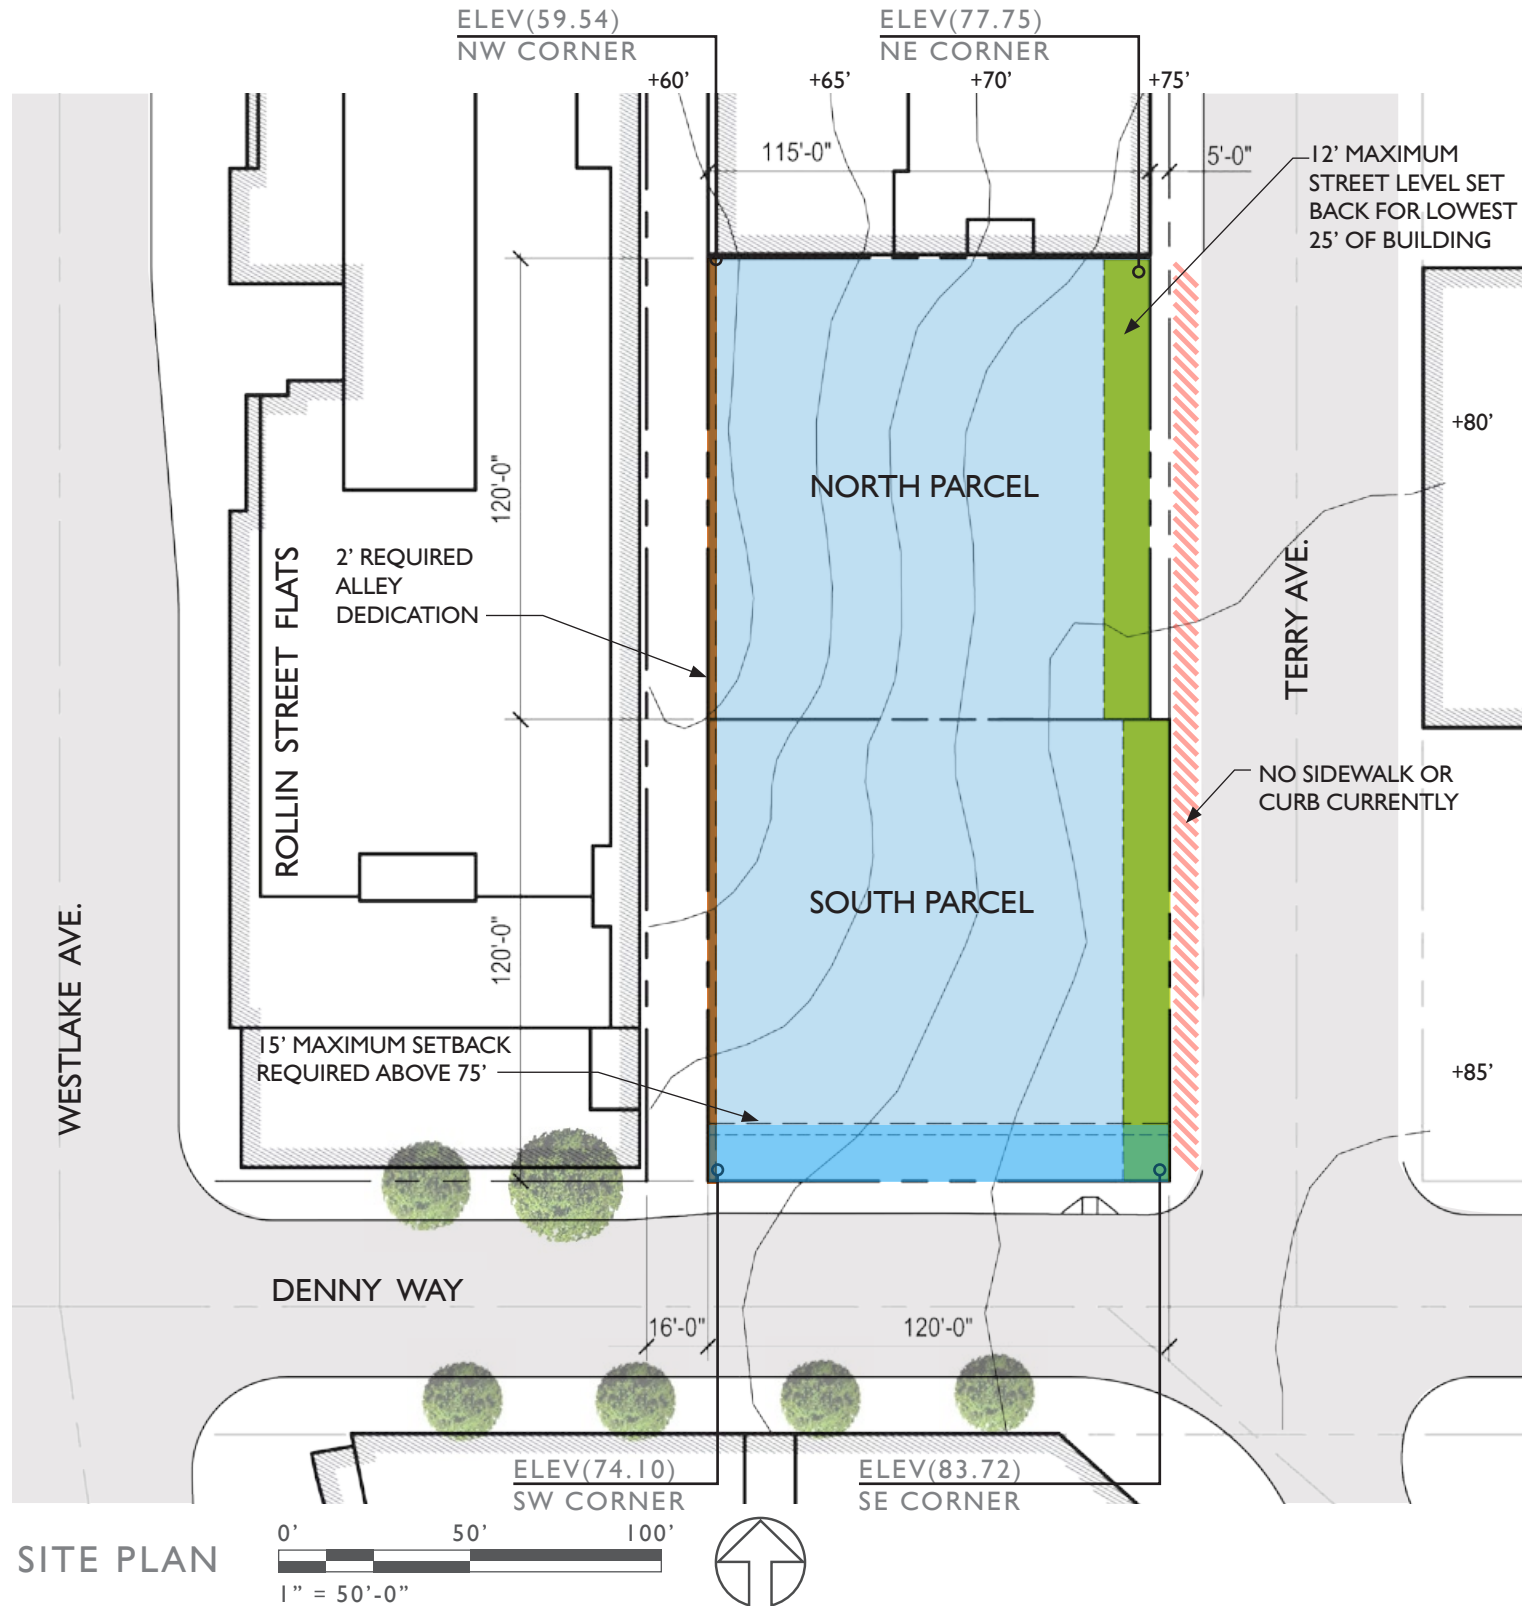 ELEV(59.54)
NW CORNER
ELEV(77.75)
NE CORNER
+60'
+65'
+70'
+75'
115'-0"
5'-0"
12' MAXIMUM
STREET LEVEL SET
BACK FOR LOWEST
25' OF BUILDING
+80'
NORTH PARCEL
120'-0"
2' REQUIRED
ALLEY
DEDICATION
ROLLIN STREET FLATS
TERRY AVE.
NO SIDEWALK OR
CURB CURRENTLY
SOUTH PARCEL
120'-0"
WESTLAKE AVE.
15' MAXIMUM SETBACK
REQUIRED ABOVE 75'
+85'
DENNY WAY
16'-0"
120'-0"
ELEV(74.10)
SW CORNER
ELEV(83.72)
SE CORNER
SITE PLAN
0'
50'
100'
1" = 50'-0"